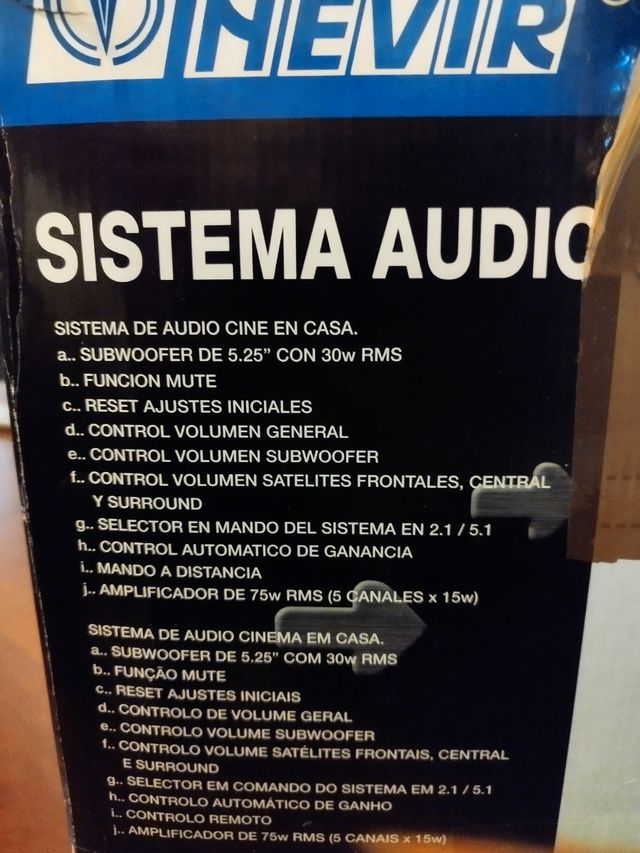 NEVIR
SISTEMA AUDIO
SISTEMA DE AUDIO CINE EN CASA.
a.. SUBWOOFER DE 5.25” CON 30w RMS
b.. FUNCION MUTE
c.. RESET AJUSTES INICIALES
d.. CONTROL VOLUMEN GENERAL
e.. CONTROL VOLUMEN SUBWOOFER
f.. CONTROL VOLUMEN SATELITES FRONTALES, CENTRAL
Y SURROUND
g.. SELECTOR EN MANDO DEL SISTEMA EN 2.1 / 5.1
h.. CONTROL AUTOMATICO DE GANANCIA
i.. MANDO A DISTANCIA
j.. AMPLIFICADOR DE 75w RMS (5 CANALES x 15w)
SISTEMA DE AUDIO CINEMA EM CASA.
a.. SUBWOOFER DE 5.25” COM 30w RMS
b.. FUNÇÃO MUTE
c.. RESET AJUSTES INICIAIS
d.. CONTROLO DE VOLUME GERAL
e.. CONTROLO VOLUME SUBWOOFER
f.. CONTROLO VOLUME SATÉLITES FRONTAIS, CENTRAL
E SURROUND
g.. SELECTOR EM COMANDO DO SISTEMA EM 2.1 / 5.1
h.. CONTROLO AUTOMÁTICO DE GANHO
i.. CONTROLO REMOTO
j.. AMPLIFICADOR DE 75w RMS (5 CANAIS x 15w)